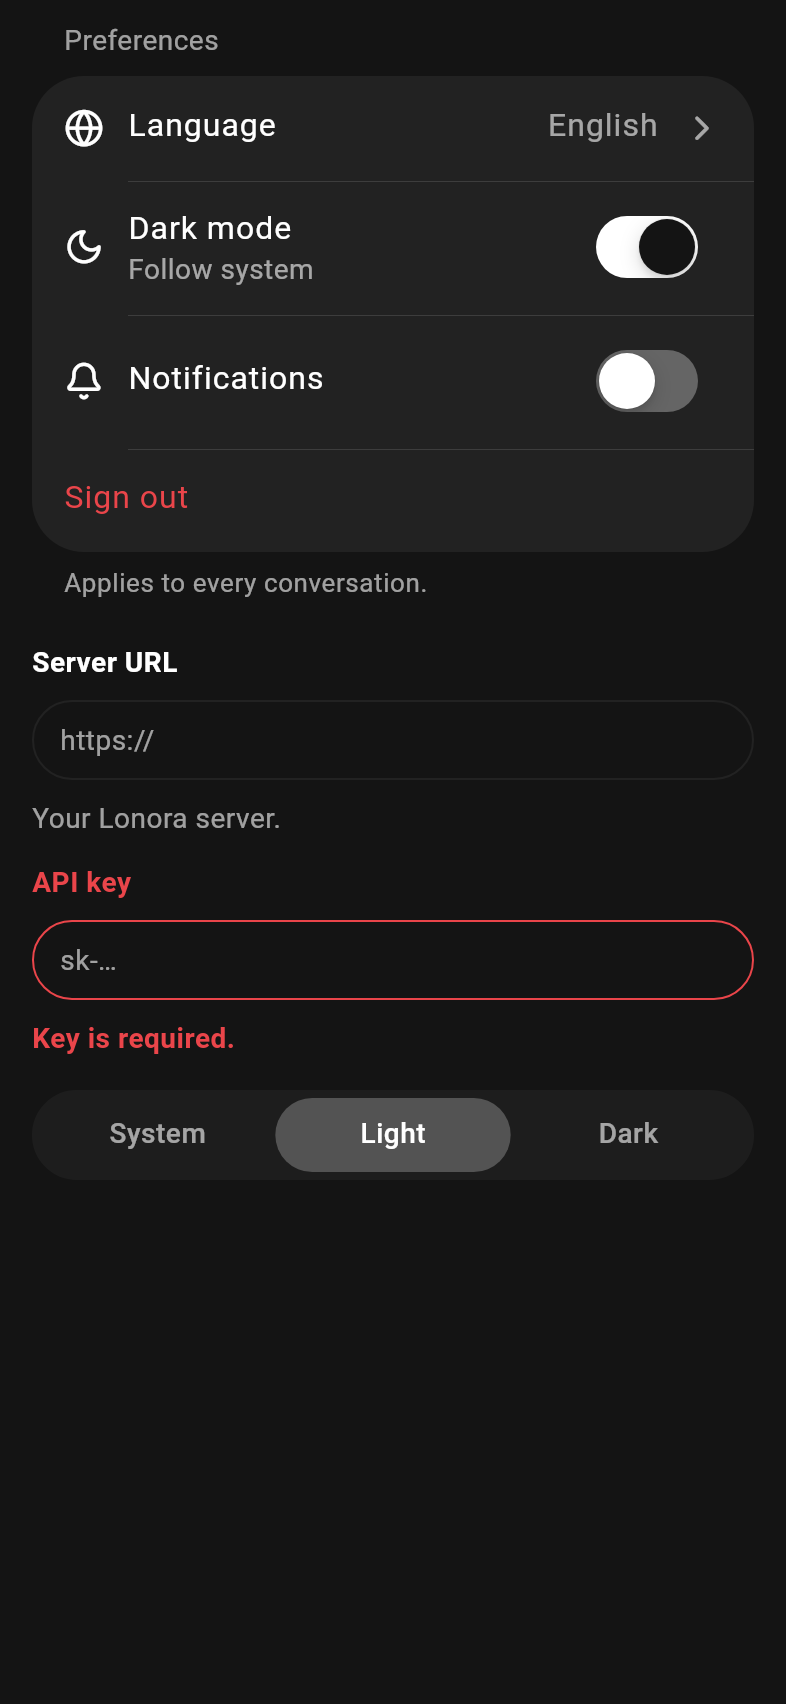 Preferences
Language English
Dark mode
Follow system
Notifications
Sign out
Applies to every conversation.
Server URL
https://
Your Lonora server.
API key
sk-…
Key is required.
System Light Dark